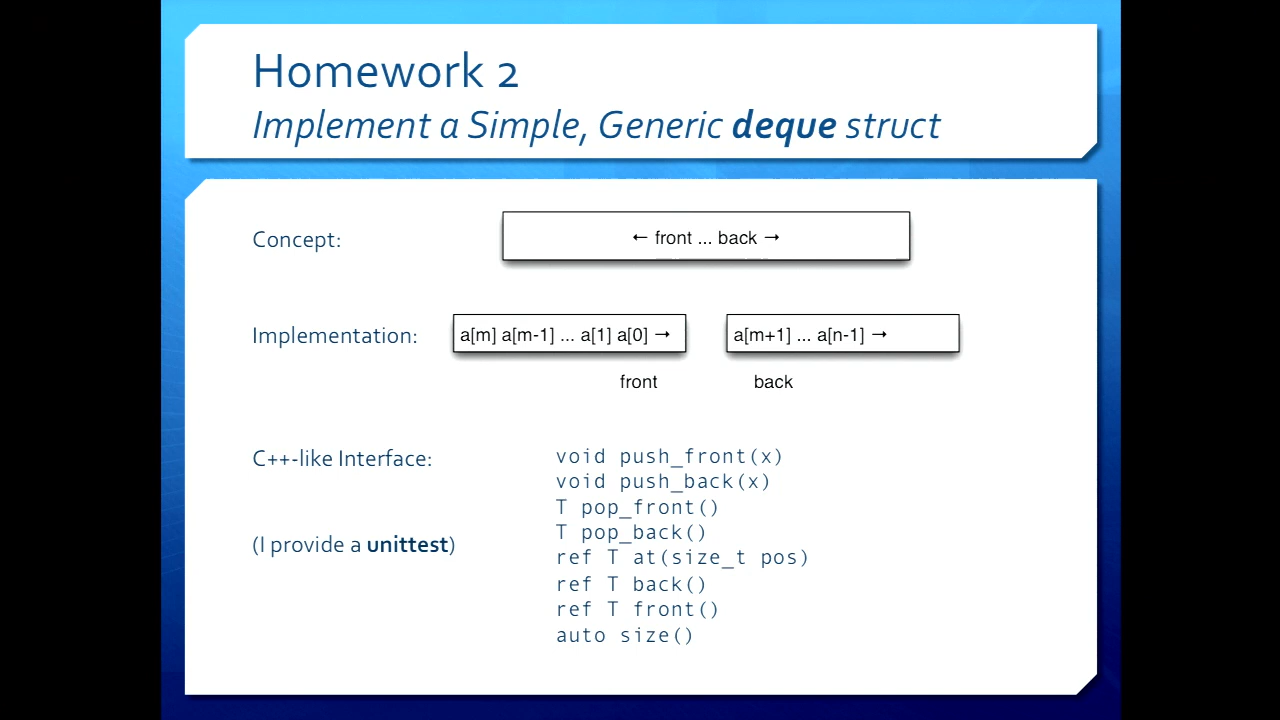 Homework 2
Implement a Simple, Generic deque struct
Concept:
← front ... back →
Implementation:
a[m] a[m-1] ... a[1] a[0] →
a[m+1] ... a[n-1] →
front
back
C++-like Interface:
(I provide a unittest)
void push_front(x)
void push_back(x)
T pop_front()
T pop_back()
ref T at(size_t pos)
ref T back()
ref T front()
auto size()